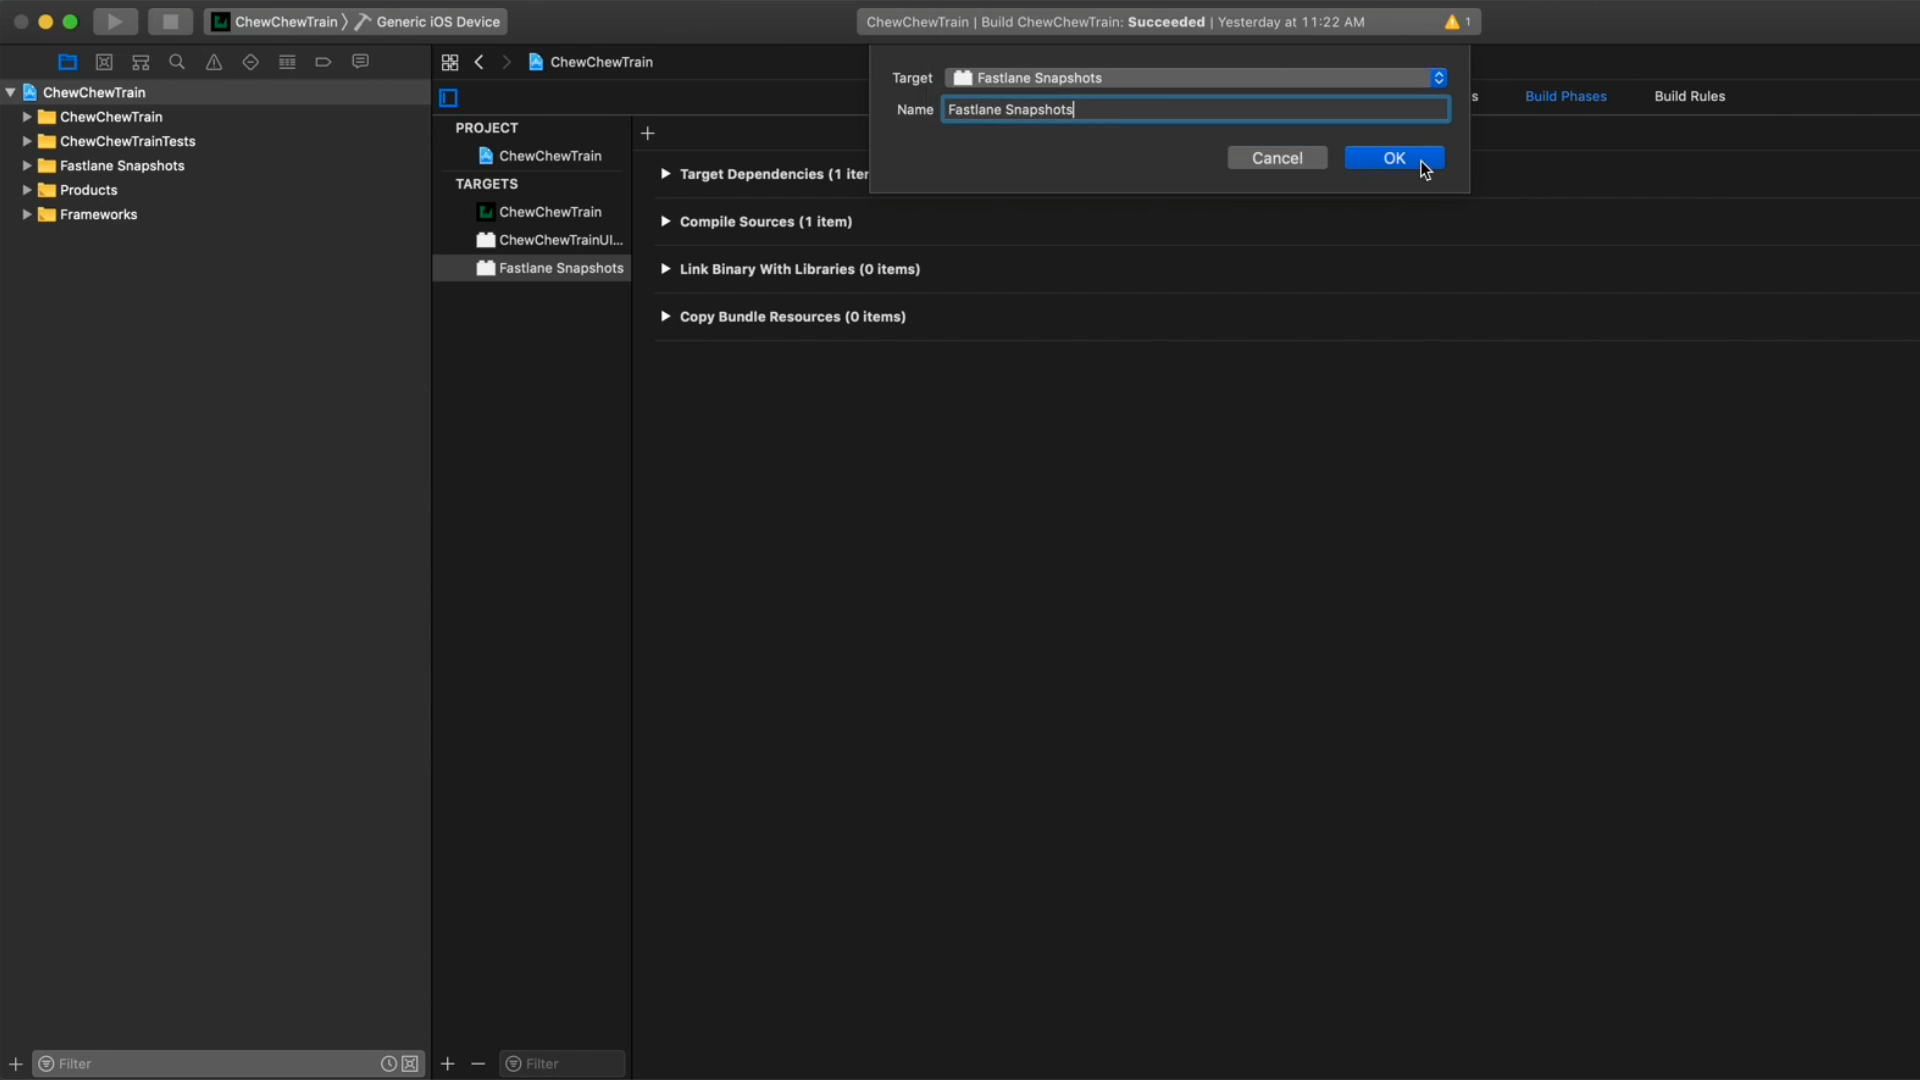 ChewChewTrain 〉 Generic iOS Device
ChewChewTrain | Build ChewChewTrain: Succeeded | Yesterday at 11:22 AM
1
ChewChewTrain
ChewChewTrain
ChewChewTrainTests
Fastlane Snapshots
Products
Frameworks
Filter
ChewChewTrain
PROJECT
ChewChewTrain
TARGETS
ChewChewTrain
ChewChewTrainUI...
Fastlane Snapshots
Filter
Target Fastlane Snapshots
Name Fastlane Snapshots
Cancel OK
s Build Phases Build Rules
Target Dependencies (1 iter
Compile Sources (1 item)
Link Binary With Libraries (0 items)
Copy Bundle Resources (0 items)